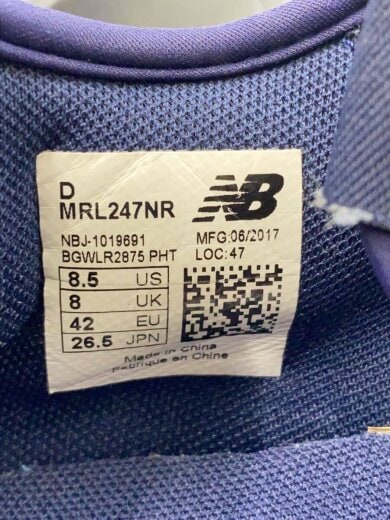 D
MRL247NR
NB
NBJ-1019691
MFG:06/2017
BGWLR2875 PHT
LOC:47
8.5 US
8 UK
42 EU
26.5 JPN
Made in China
Fabriqué en Chine